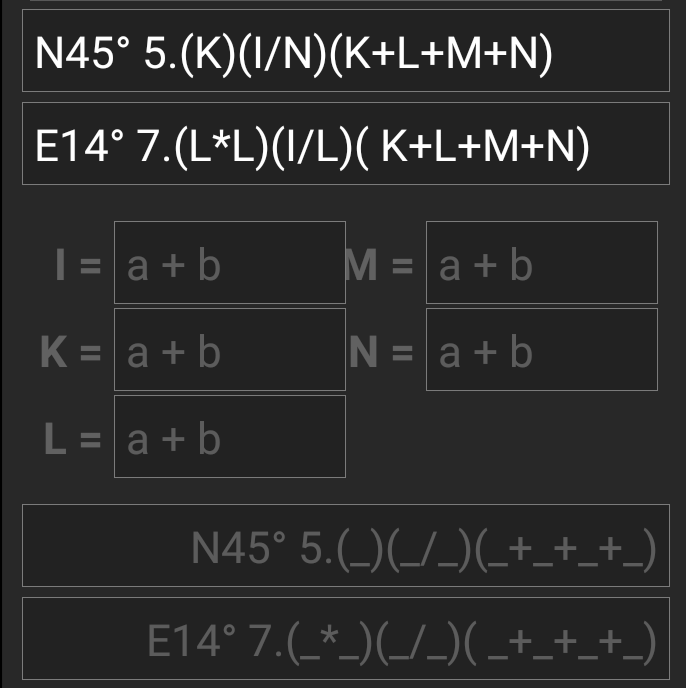 N45° 5.(K)(I/N)(K+L+M+N)
E14° 7.(L*L)(I/L)( K+L+M+N)
I = a + b M = a + b
K = a + b N = a + b
L = a + b
N45° 5.(_)(_/_)(_+_+_+_)
E14° 7.(_*_)(_/_)( _+_+_+_)